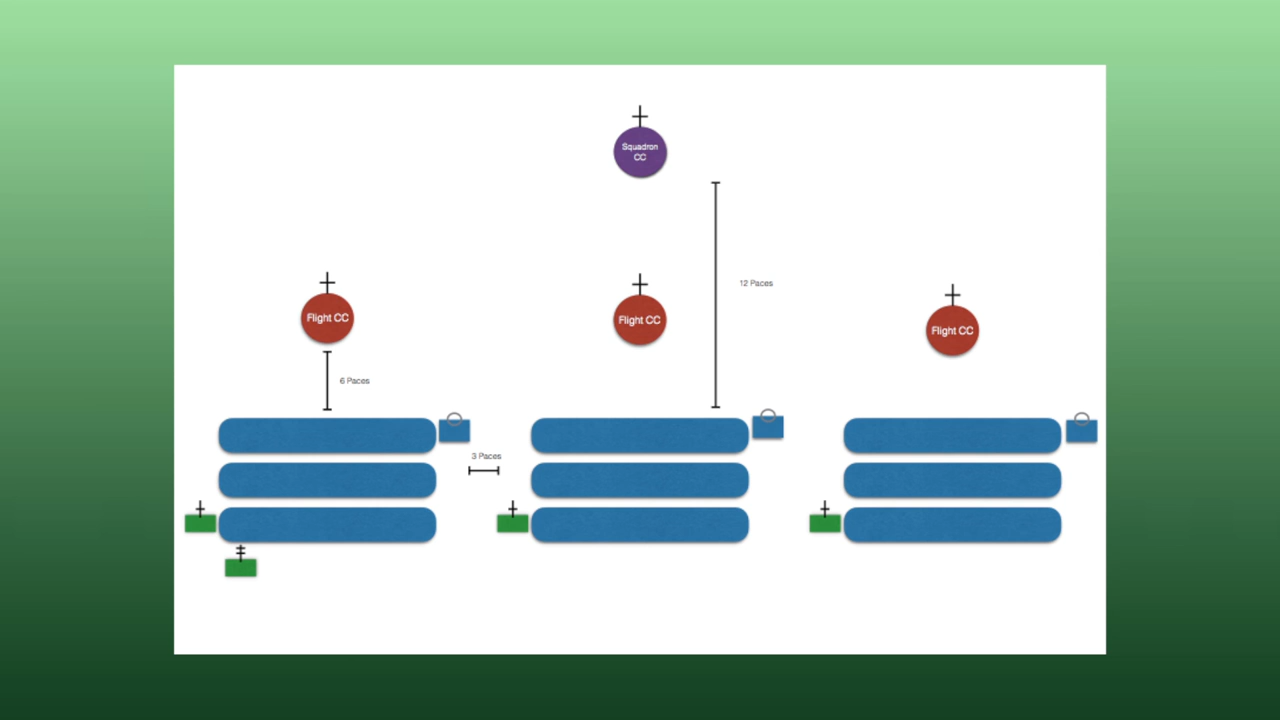 Squadron
CC
12 Paces
Flight CC
Flight CC
Flight CC
6 Paces
3 Paces